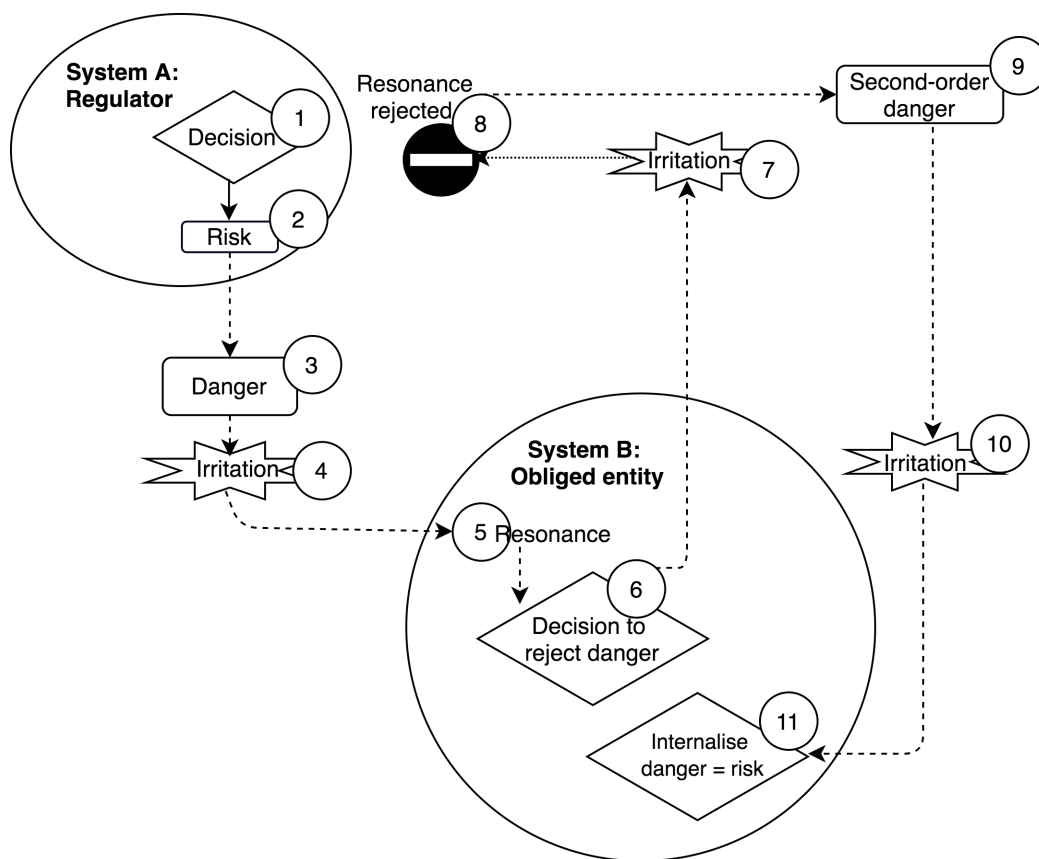 System A:
Regulator
Decision
1
Risk
2
Danger
3
Irritation
4
5
Resonance
System B:
Obliged entity
6
Decision to
reject danger
Irritation
7
Resonance
rejected
8
Second-order
danger
9
Irritation
10
11
Internalise
danger = risk